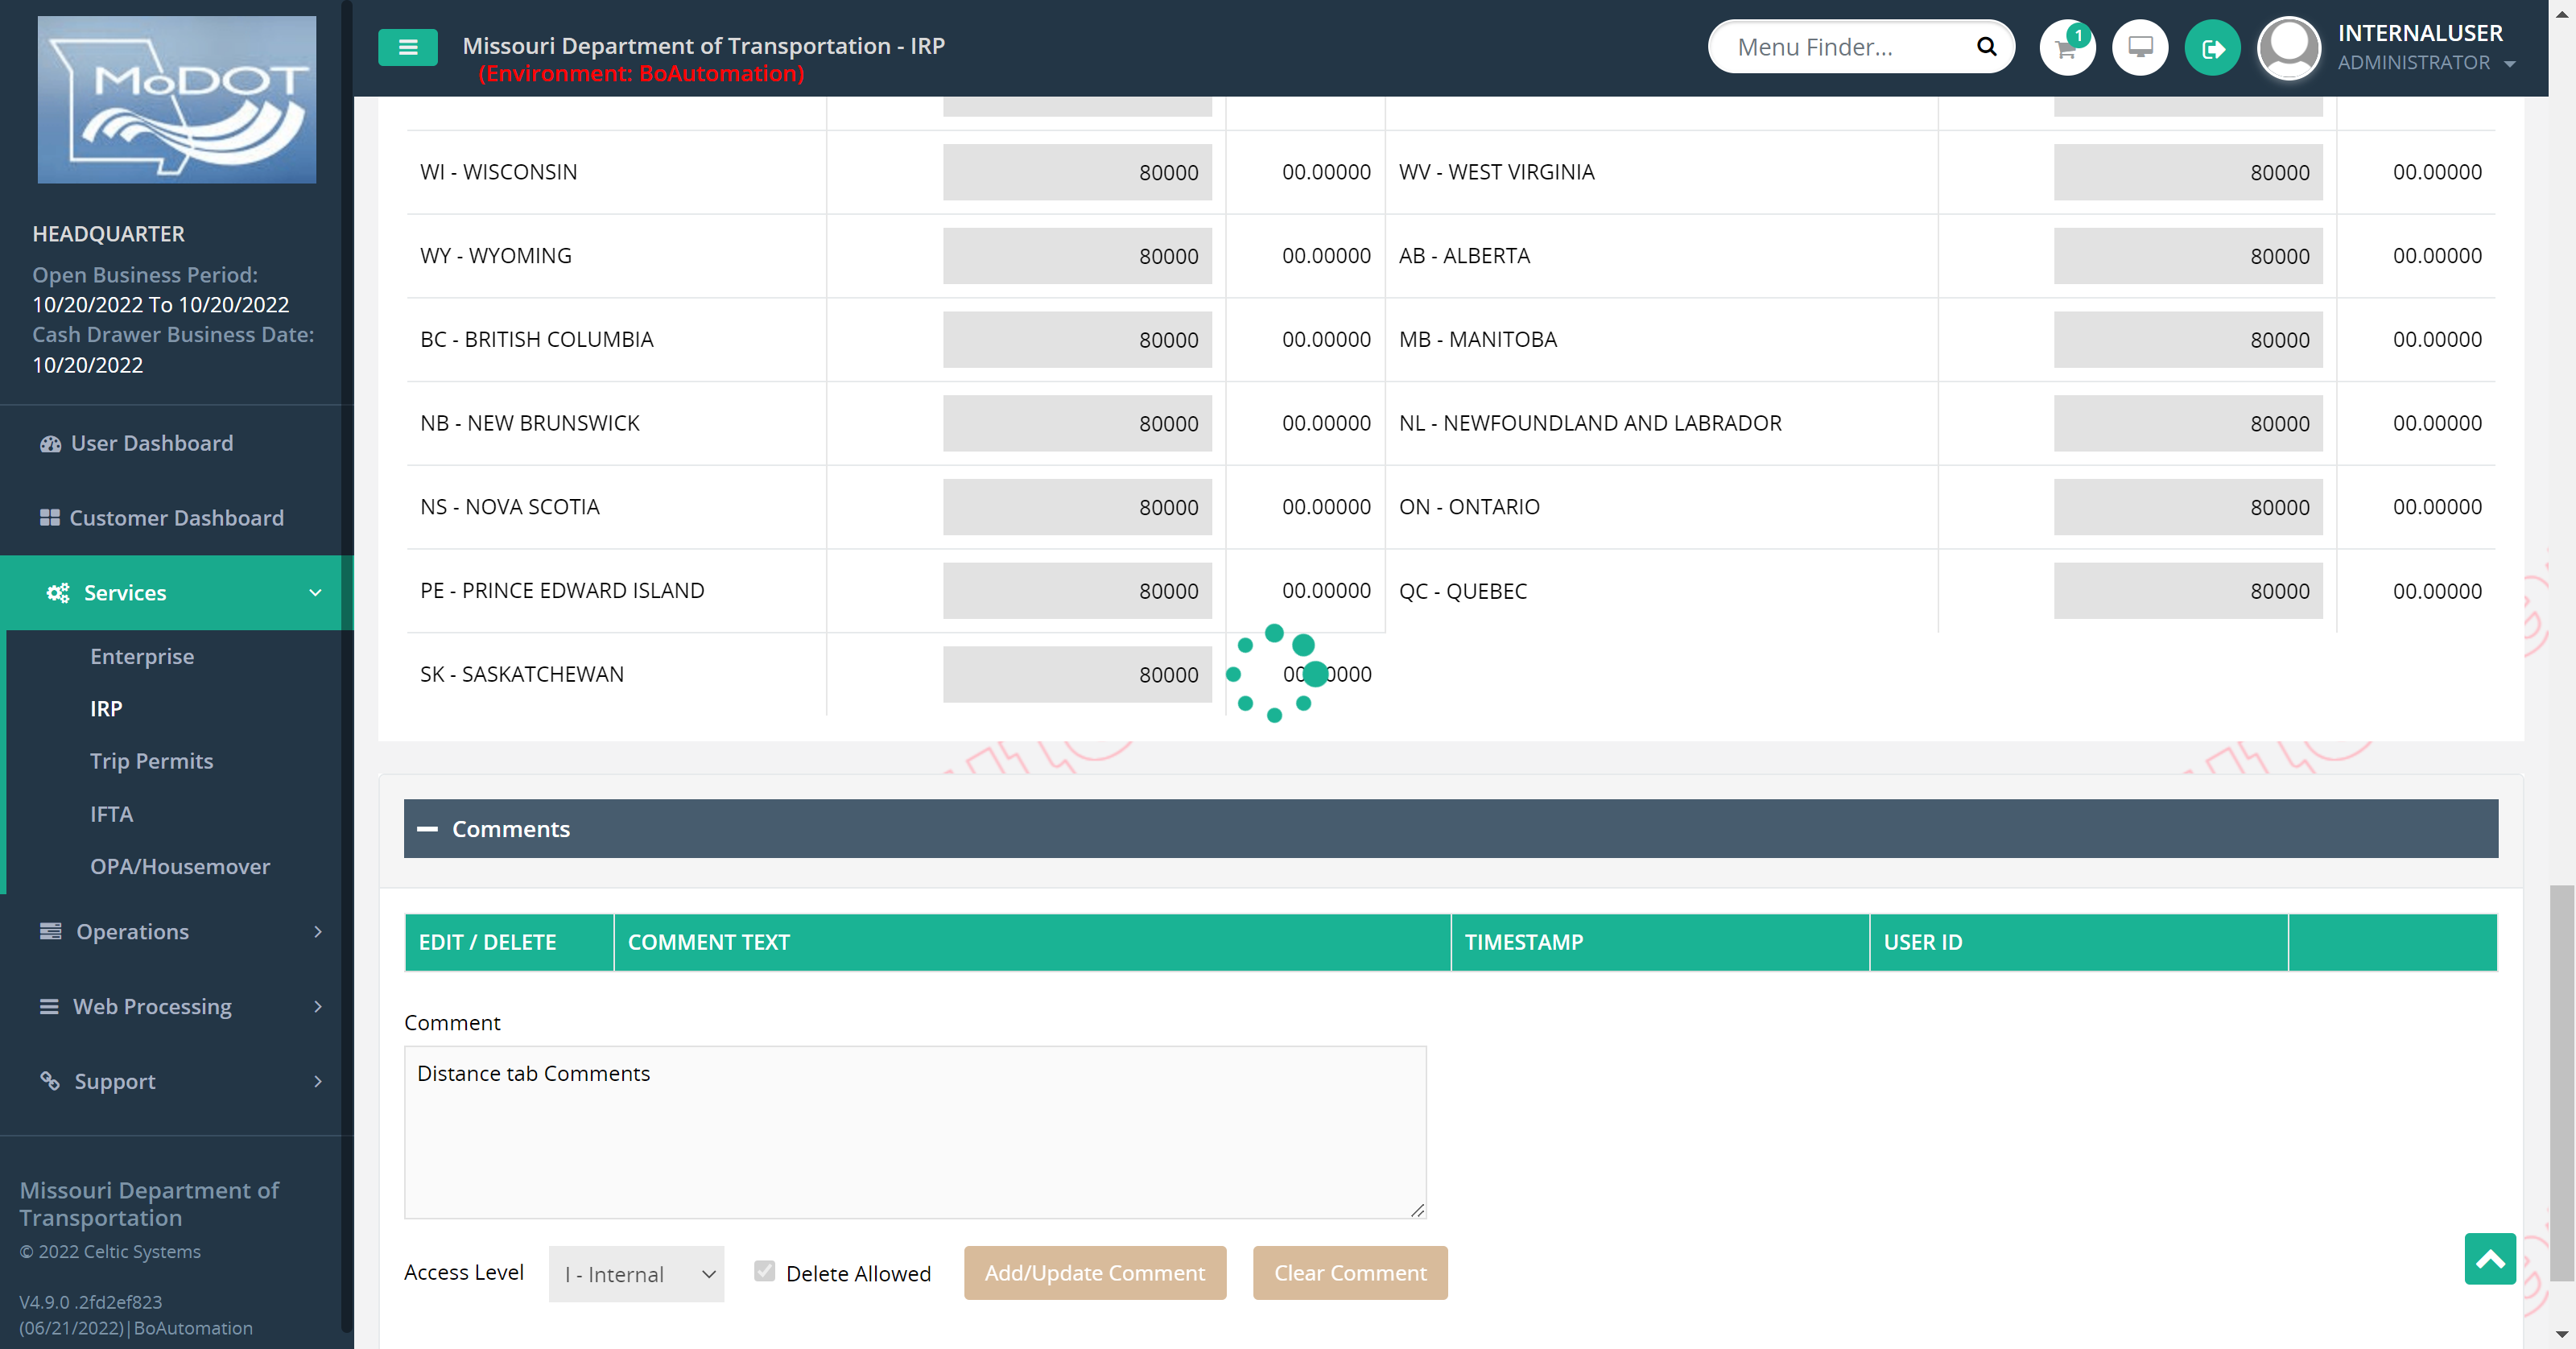 MoDOT
Missouri Department of Transportation - IRP
(Environment: BoAutomation)
Menu Finder...
1
INTERNALUSER
ADMINISTRATOR
HEADQUARTER
Open Business Period:
10/20/2022 To 10/20/2022
Cash Drawer Business Date:
10/20/2022
User Dashboard
Customer Dashboard
Services
Enterprise
IRP
Trip Permits
IFTA
OPA/Housemover
Operations
Web Processing
Support
Missouri Department of
Transportation
© 2022 Celtic Systems
V4.9.0 .2fd2ef823
(06/21/2022)|BoAutomation
WI - WISCONSIN 80000 00.00000 WV - WEST VIRGINIA 80000 00.00000
WY - WYOMING 80000 00.00000 AB - ALBERTA 80000 00.00000
BC - BRITISH COLUMBIA 80000 00.00000 MB - MANITOBA 80000 00.00000
NB - NEW BRUNSWICK 80000 00.00000 NL - NEWFOUNDLAND AND LABRADOR 80000 00.00000
NS - NOVA SCOTIA 80000 00.00000 ON - ONTARIO 80000 00.00000
PE - PRINCE EDWARD ISLAND 80000 00.00000 QC - QUEBEC 80000 00.00000
SK - SASKATCHEWAN 80000
Comments
EDIT / DELETE COMMENT TEXT TIMESTAMP USER ID
Comment
Distance tab Comments
Access Level I - Internal Delete Allowed Add/Update Comment Clear Comment